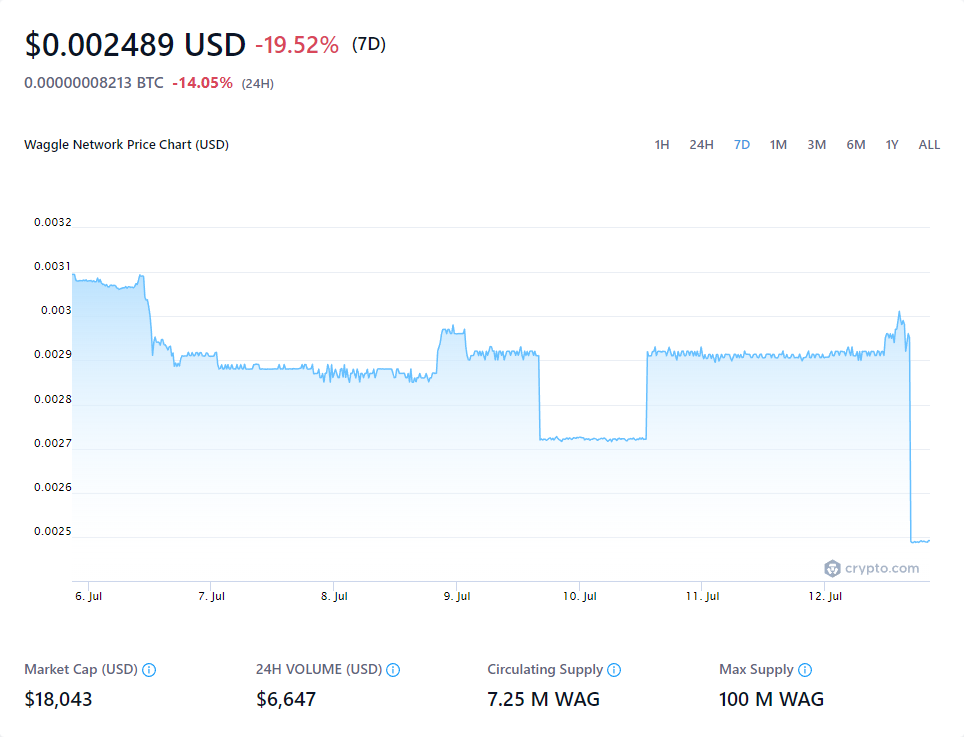 $0.002489 USD -19.52% (7D)
0.00000008213 BTC -14.05% (24H)
Waggle Network Price Chart (USD) 1H 24H 7D 1M 3M 6M 1Y ALL
0.0032
0.0031
0.003
0.0029
0.0028
0.0027
0.0026
0.0025
crypto.com
6. Jul 7. Jul 8. Jul 9. Jul 10. Jul 11. Jul 12. Jul
Market Cap (USD) 24H VOLUME (USD) Circulating Supply Max Supply
$18,043 $6,647 7.25 M WAG 100 M WAG